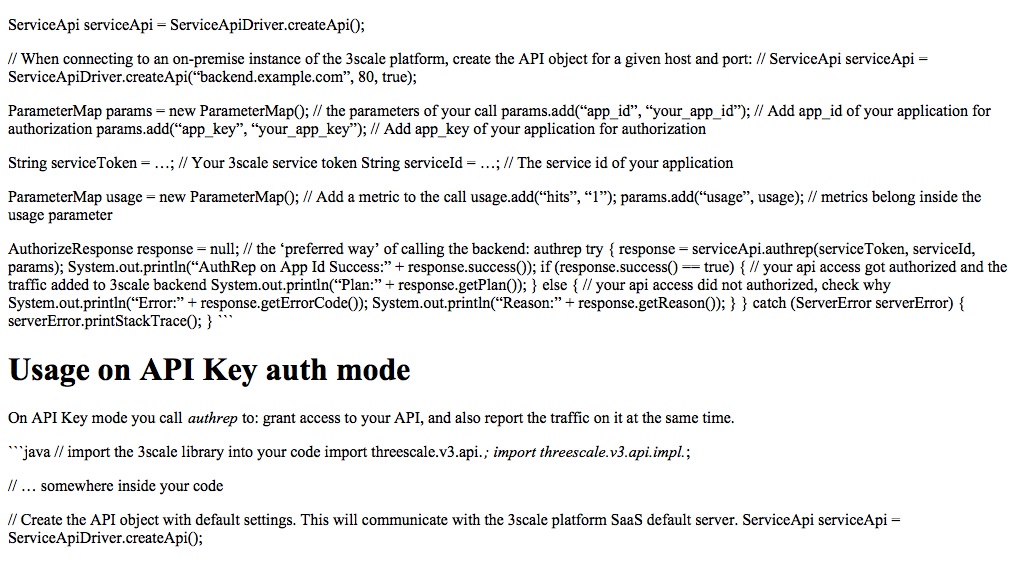 ServiceApi serviceApi = ServiceApiDriver.createApi();
// When connecting to an on-premise instance of the 3scale platform, create the API object for a given host and port: // ServiceApi serviceApi =
ServiceApiDriver.createApi(“backend.example.com”, 80, true);
ParameterMap params = new ParameterMap(); // the parameters of your call params.add(“app_id”, “your_app_id”); // Add app_id of your application for
authorization params.add(“app_key”, “your_app_key”); // Add app_key of your application for authorization
String serviceToken = …; // Your 3scale service token String serviceId = …; // The service id of your application
ParameterMap usage = new ParameterMap(); // Add a metric to the call usage.add(“hits”, “1”); params.add(“usage”, usage); // metrics belong inside the
usage parameter
AuthorizeResponse response = null; // the ‘preferred way’ of calling the backend: authrep try { response = serviceApi.authrep(serviceToken, serviceId,
params); System.out.println(“AuthRep on App Id Success:” + response.success()); if (response.success() == true) { // your api access got authorized and the
traffic added to 3scale backend System.out.println(“Plan:” + response.getPlan()); } else { // your api access did not authorized, check why
System.out.println(“Error:” + response.getErrorCode()); System.out.println(“Reason:” + response.getReason()); } } catch (ServerError serverError) {
serverError.printStackTrace(); } ```
Usage on API Key auth mode
On API Key mode you call authrep to: grant access to your API, and also report the traffic on it at the same time.
```java // import the 3scale library into your code import threescale.v3.api.; import threescale.v3.api.impl.;
// … somewhere inside your code
// Create the API object with default settings. This will communicate with the 3scale platform SaaS default server. ServiceApi serviceApi =
ServiceApiDriver.createApi();